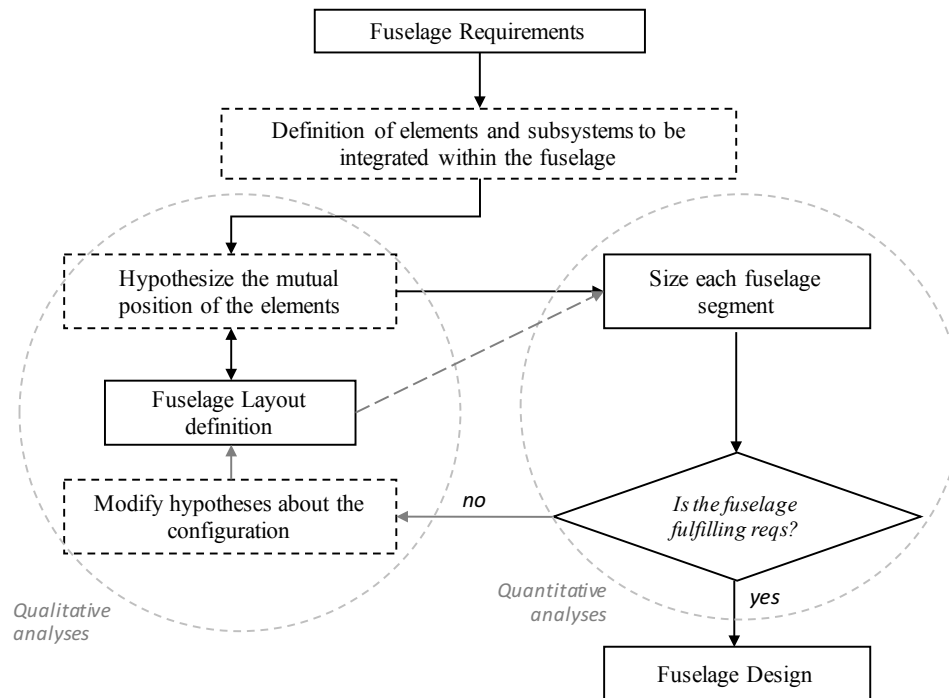 Fuselage Requirements
Definition of elements and subsystems to be
integrated within the fuselage
Hypothesize the mutual
position of the elements
Size each fuselage
segment
Fuselage Layout
definition
Modify hypotheses about the
configuration
no
Is the fuselage
fulfilling reqs?
Qualitative
analyses
Quantitative
analyses
yes
Fuselage Design